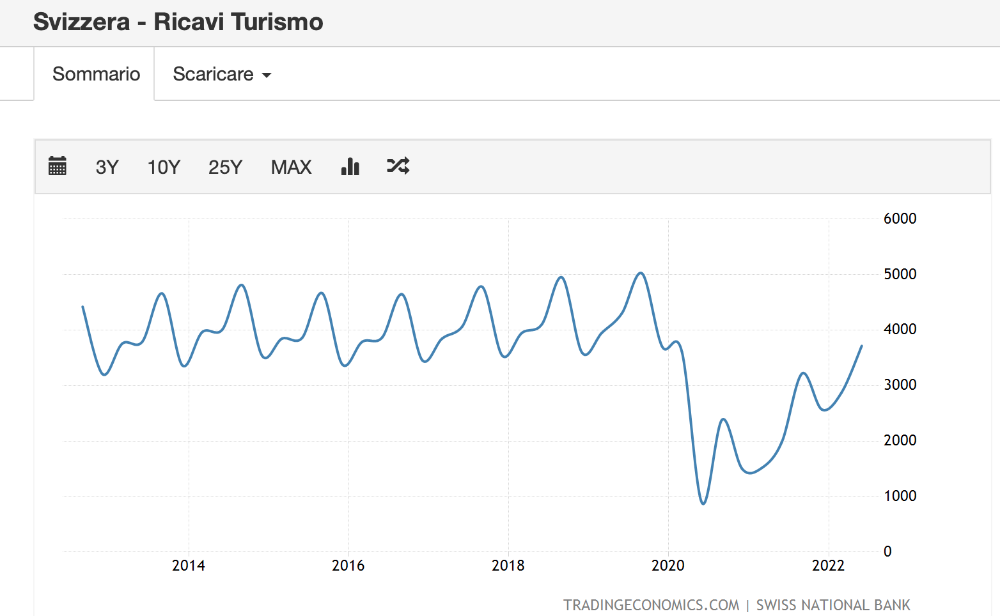 Svizzera - Ricavi Turismo
Sommario Scaricare
3Y 10Y 25Y MAX
6000
5000
4000
3000
2000
1000
0
2014 2016 2018 2020 2022
TRADINGECONOMICS.COM | SWISS NATIONAL BANK